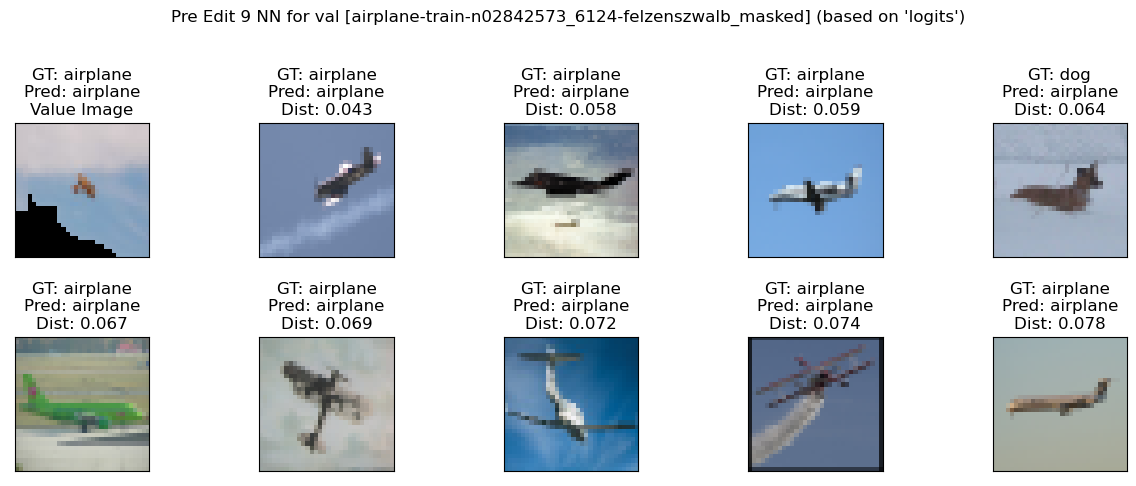 Pre Edit 9 NN for val [airplane-train-n02842573_6124-felzenszwalb_masked] (based on 'logits')
GT: airplane
Pred: airplane
Value Image
GT: airplane
Pred: airplane
Dist: 0.043
GT: airplane
Pred: airplane
Dist: 0.058
GT: airplane
Pred: airplane
Dist: 0.059
GT: dog
Pred: airplane
Dist: 0.064
GT: airplane
Pred: airplane
Dist: 0.067
GT: airplane
Pred: airplane
Dist: 0.069
GT: airplane
Pred: airplane
Dist: 0.072
GT: airplane
Pred: airplane
Dist: 0.074
GT: airplane
Pred: airplane
Dist: 0.078